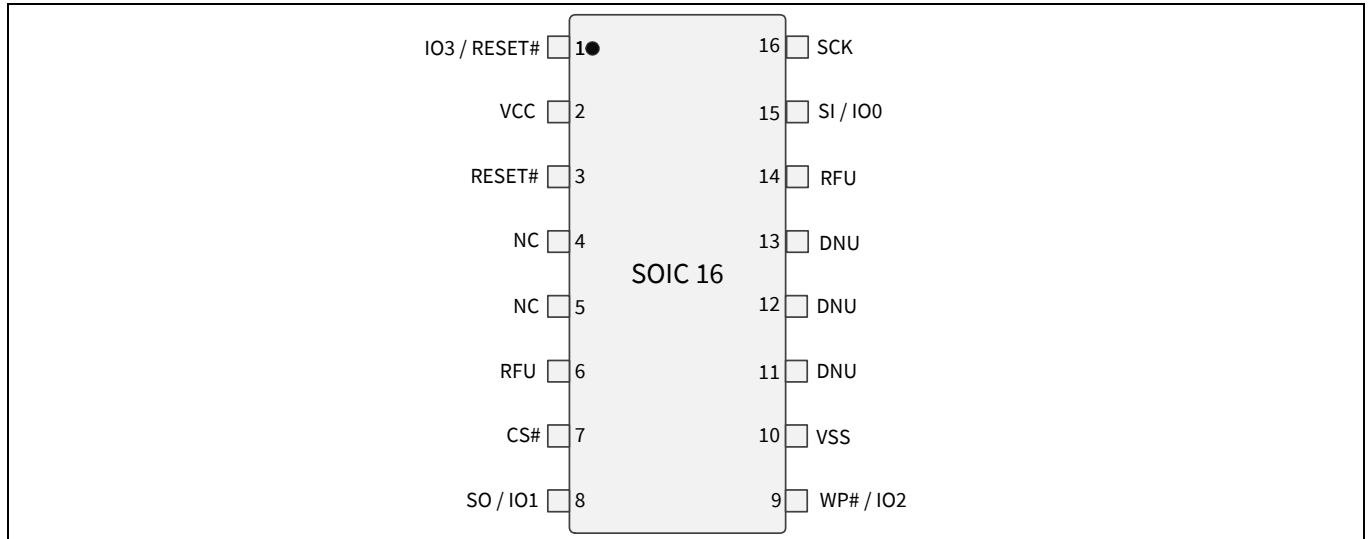 IO3 / RESET# 1 16 SCK
VCC 2 15 SI / IO0
RESET# 3 14 RFU
NC 4 13 DNU
SOIC 16
NC 5 12 DNU
RFU 6 11 DNU
CS# 7 10 VSS
SO / IO1 8 9 WP# / IO2